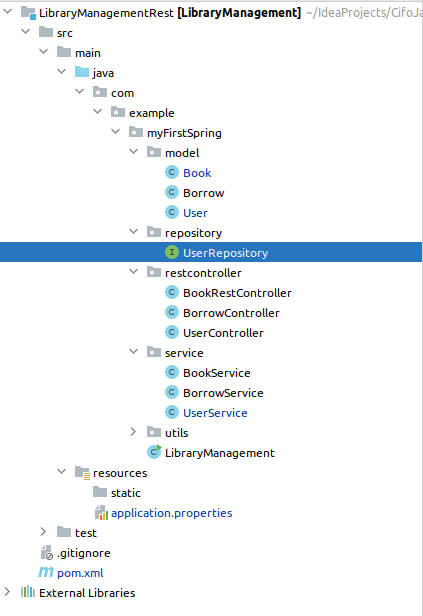 LibraryManagementRest [LibraryManagement] ~/IdeaProjects/CifoJa
src
main
java
com
example
myFirstSpring
model
C Book
C Borrow
C User
repository
I UserRepository
restcontroller
C BookRestController
C BorrowController
C UserController
service
C BookService
C BorrowService
C UserService
utils
C LibraryManagement
resources
static
application.properties
test
.gitignore
m pom.xml
External Libraries